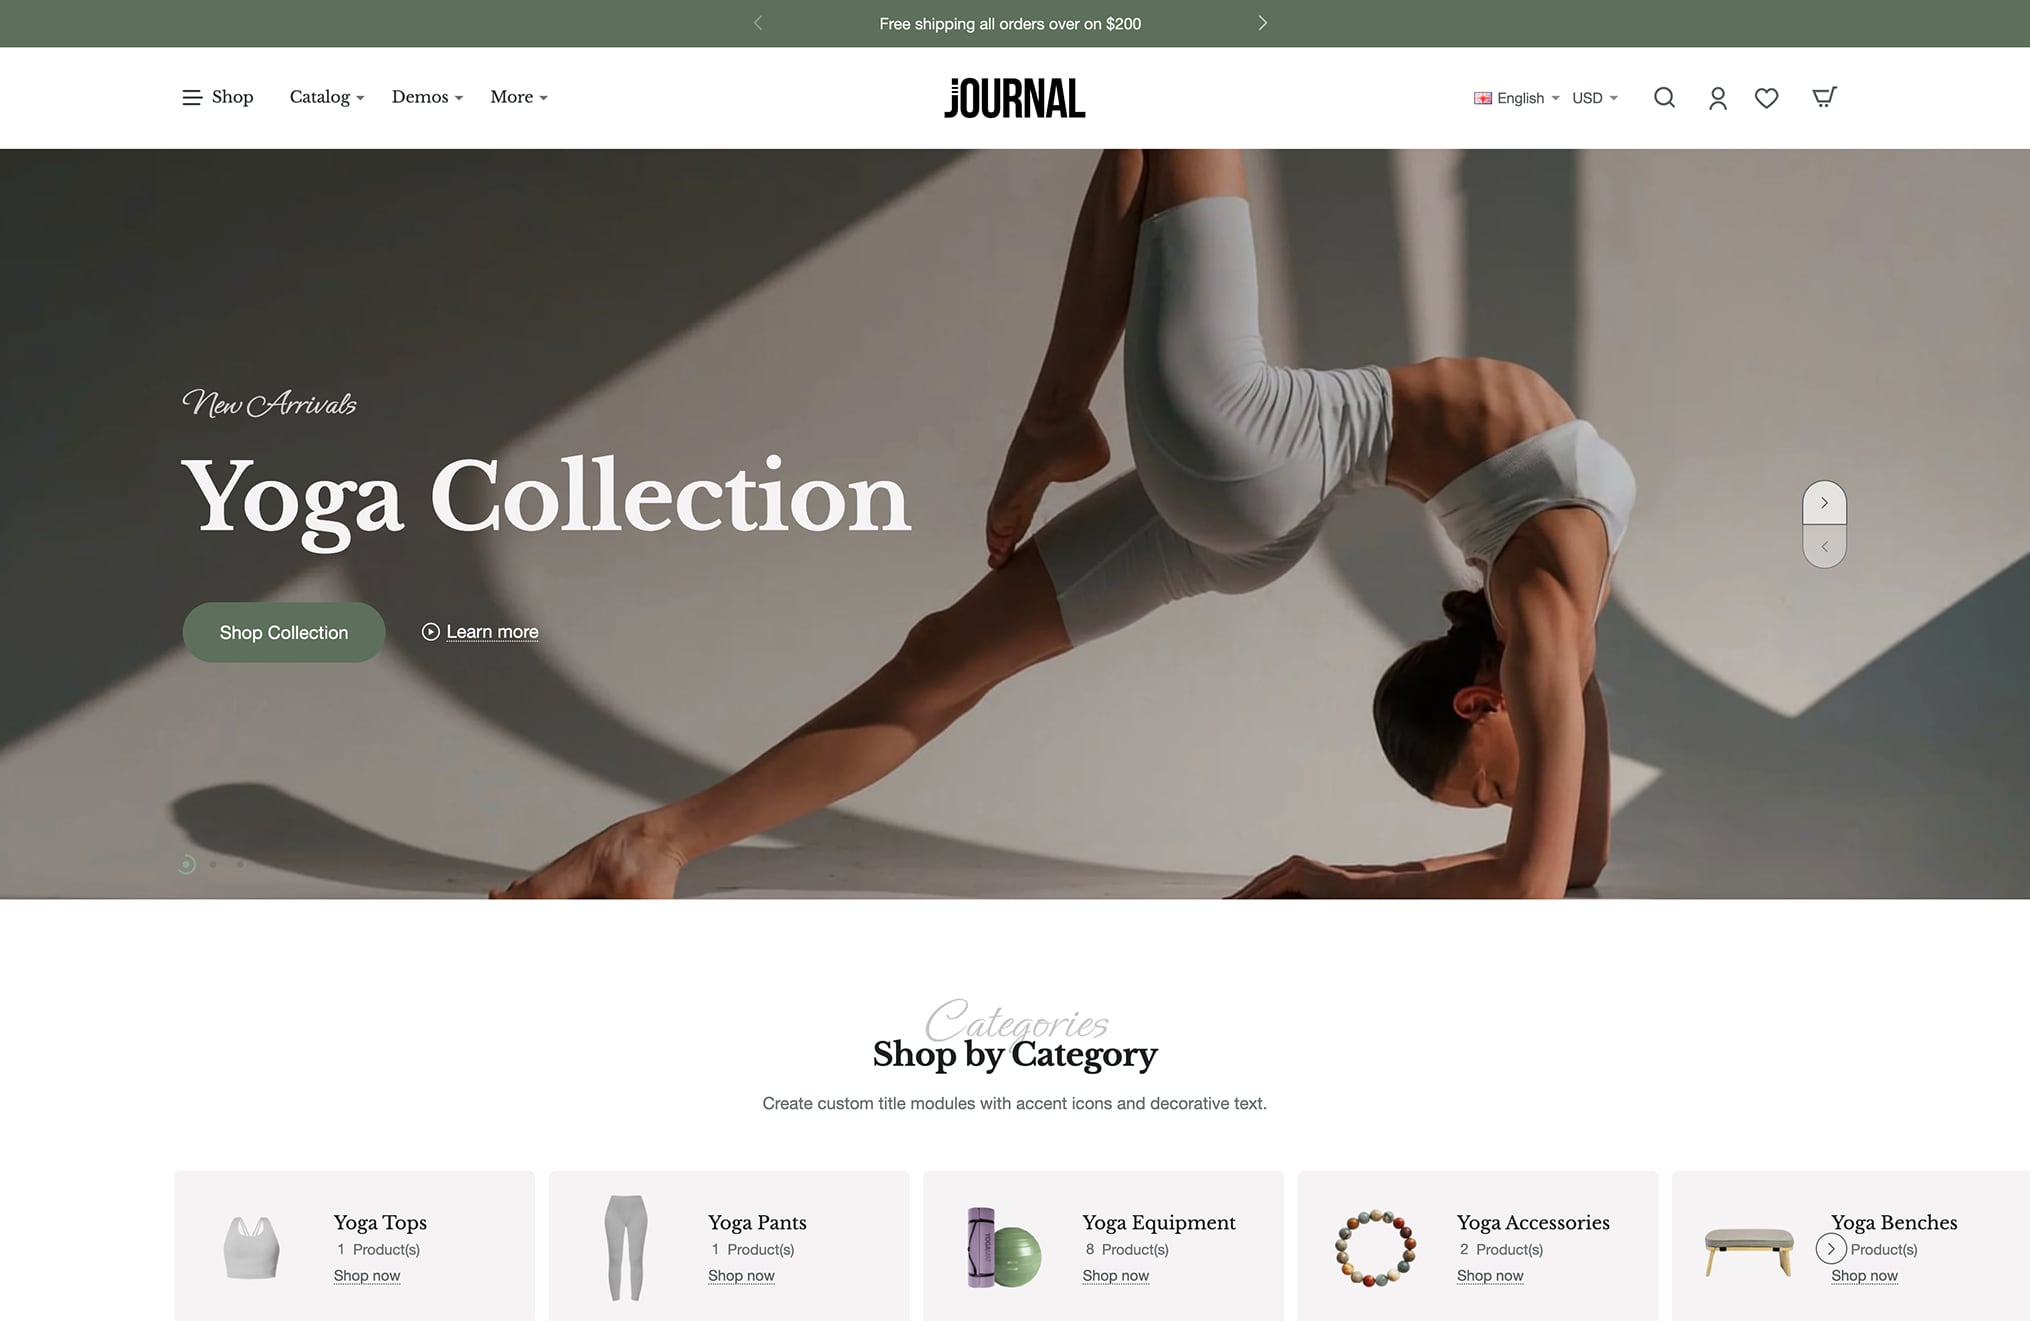 Free shipping all orders over on $200
Shop Catalog Demos More
JOURNAL
English USD
New Arrivals
Yoga Collection
Shop Collection
Learn more
Categories
Shop by Category
Create custom title modules with accent icons and decorative text.
Yoga Tops
1 Product(s)
Shop now
Yoga Pants
1 Product(s)
Shop now
YOGAMAT
Yoga Equipment
8 Product(s)
Shop now
Yoga Accessories
2 Product(s)
Shop now
Yoga Benches
Product(s)
Shop now